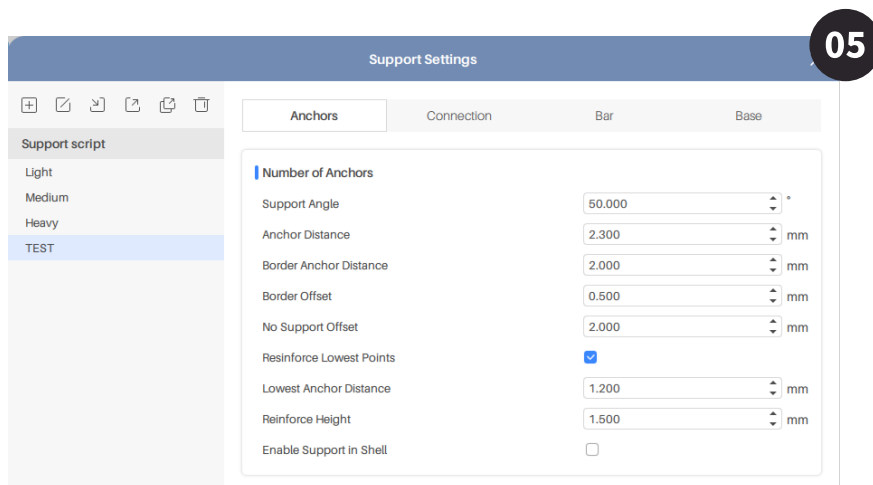 05
Support Settings
Anchors Connection Bar Base
Support script
Light
Medium
Heavy
TEST
Number of Anchors
Support Angle 50.000 °
Anchor Distance 2.300 mm
Border Anchor Distance 2.000 mm
Border Offset 0.500 mm
No Support Offset 2.000 mm
Resinforce Lowest Points
Lowest Anchor Distance 1.200 mm
Reinforce Height 1.500 mm
Enable Support in Shell